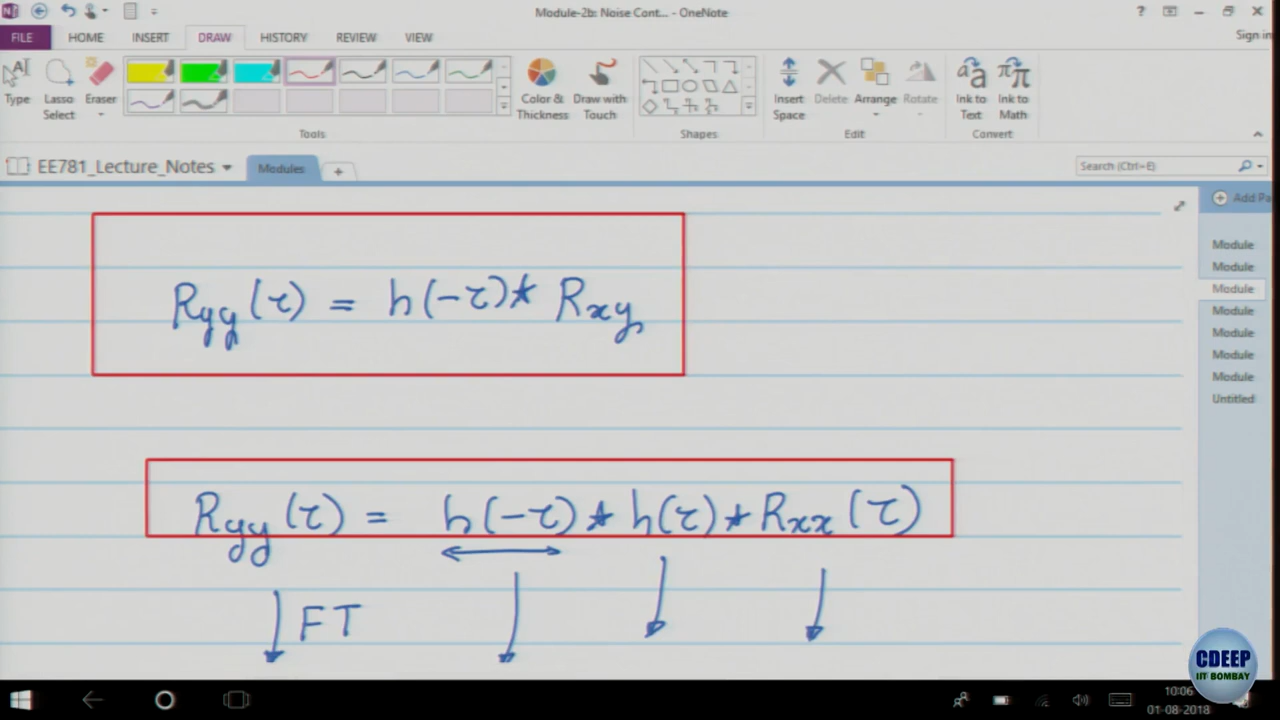 Module-2b: Noise Cont... - OneNote
?
Sign in
FILE HOME INSERT DRAW HISTORY REVIEW VIEW
Type
Lasso Select
Eraser
Color & Thickness
Draw with Touch
Insert Space
Delete
Arrange
Rotate
Ink to Text
Ink to Math
Tools
Shapes
Edit
Convert
EE781_Lecture_Notes
Modules
+
Search (Ctrl+E)
Add Pa
Module
Module
Module
Module
Module
Module
Module
Untitled
Ryy(τ) = h(-τ)* Rxy
Ryy(τ) = h(-τ)* h(τ)* Rxx(τ)
FT
CDEEP
IIT BOMBAY
10:06
01-08-2018